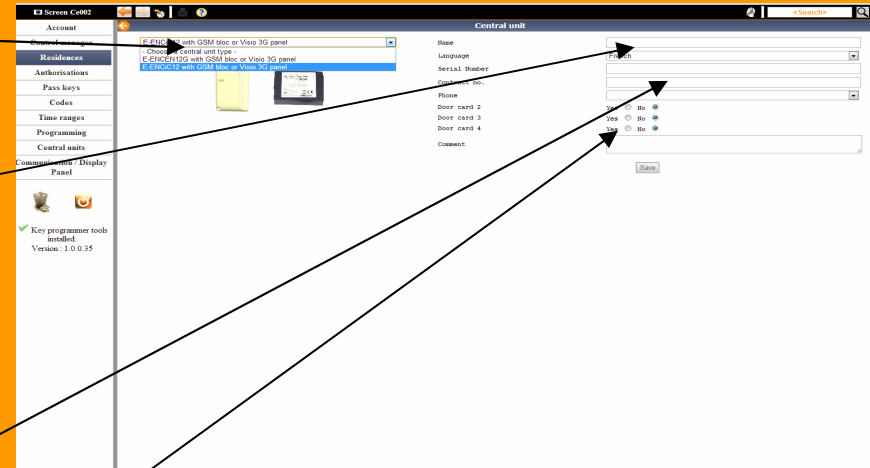 Screen Ce002
<Search>
Account
Control manager
Residences
Authorisations
Pass keys
Codes
Time ranges
Programming
Central units
Communication / Display
Panel
Key programmer tools
installed.
Version : 1.0.0.35
Central unit
E-ENCiC12 with GSM bloc or Visio 3G panel
- Choose a central unit type -
E-ENCEN12G with GSM bloc or Visio 3G panel
E-ENCiC12 with GSM bloc or Visio 3G panel
Name
Language French
Serial Number
Contract no.
Phone
Door card 2 Yes No
Door card 3 Yes No
Door card 4 Yes No
Comment
Save